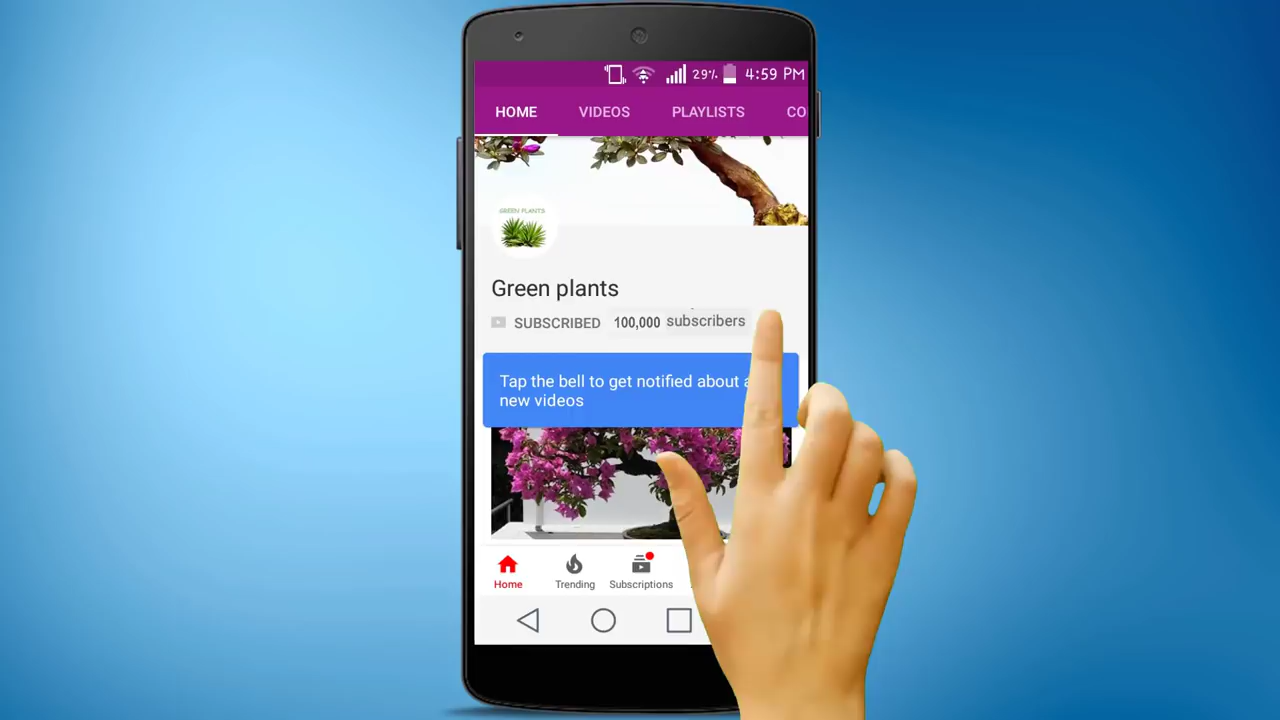 29% 4:59 PM
HOME VIDEOS PLAYLISTS CO
GREEN PLANTS
Green plants
SUBSCRIBED 100,000 subscribers
Tap the bell to get notified about
new videos
Home Trending Subscriptions